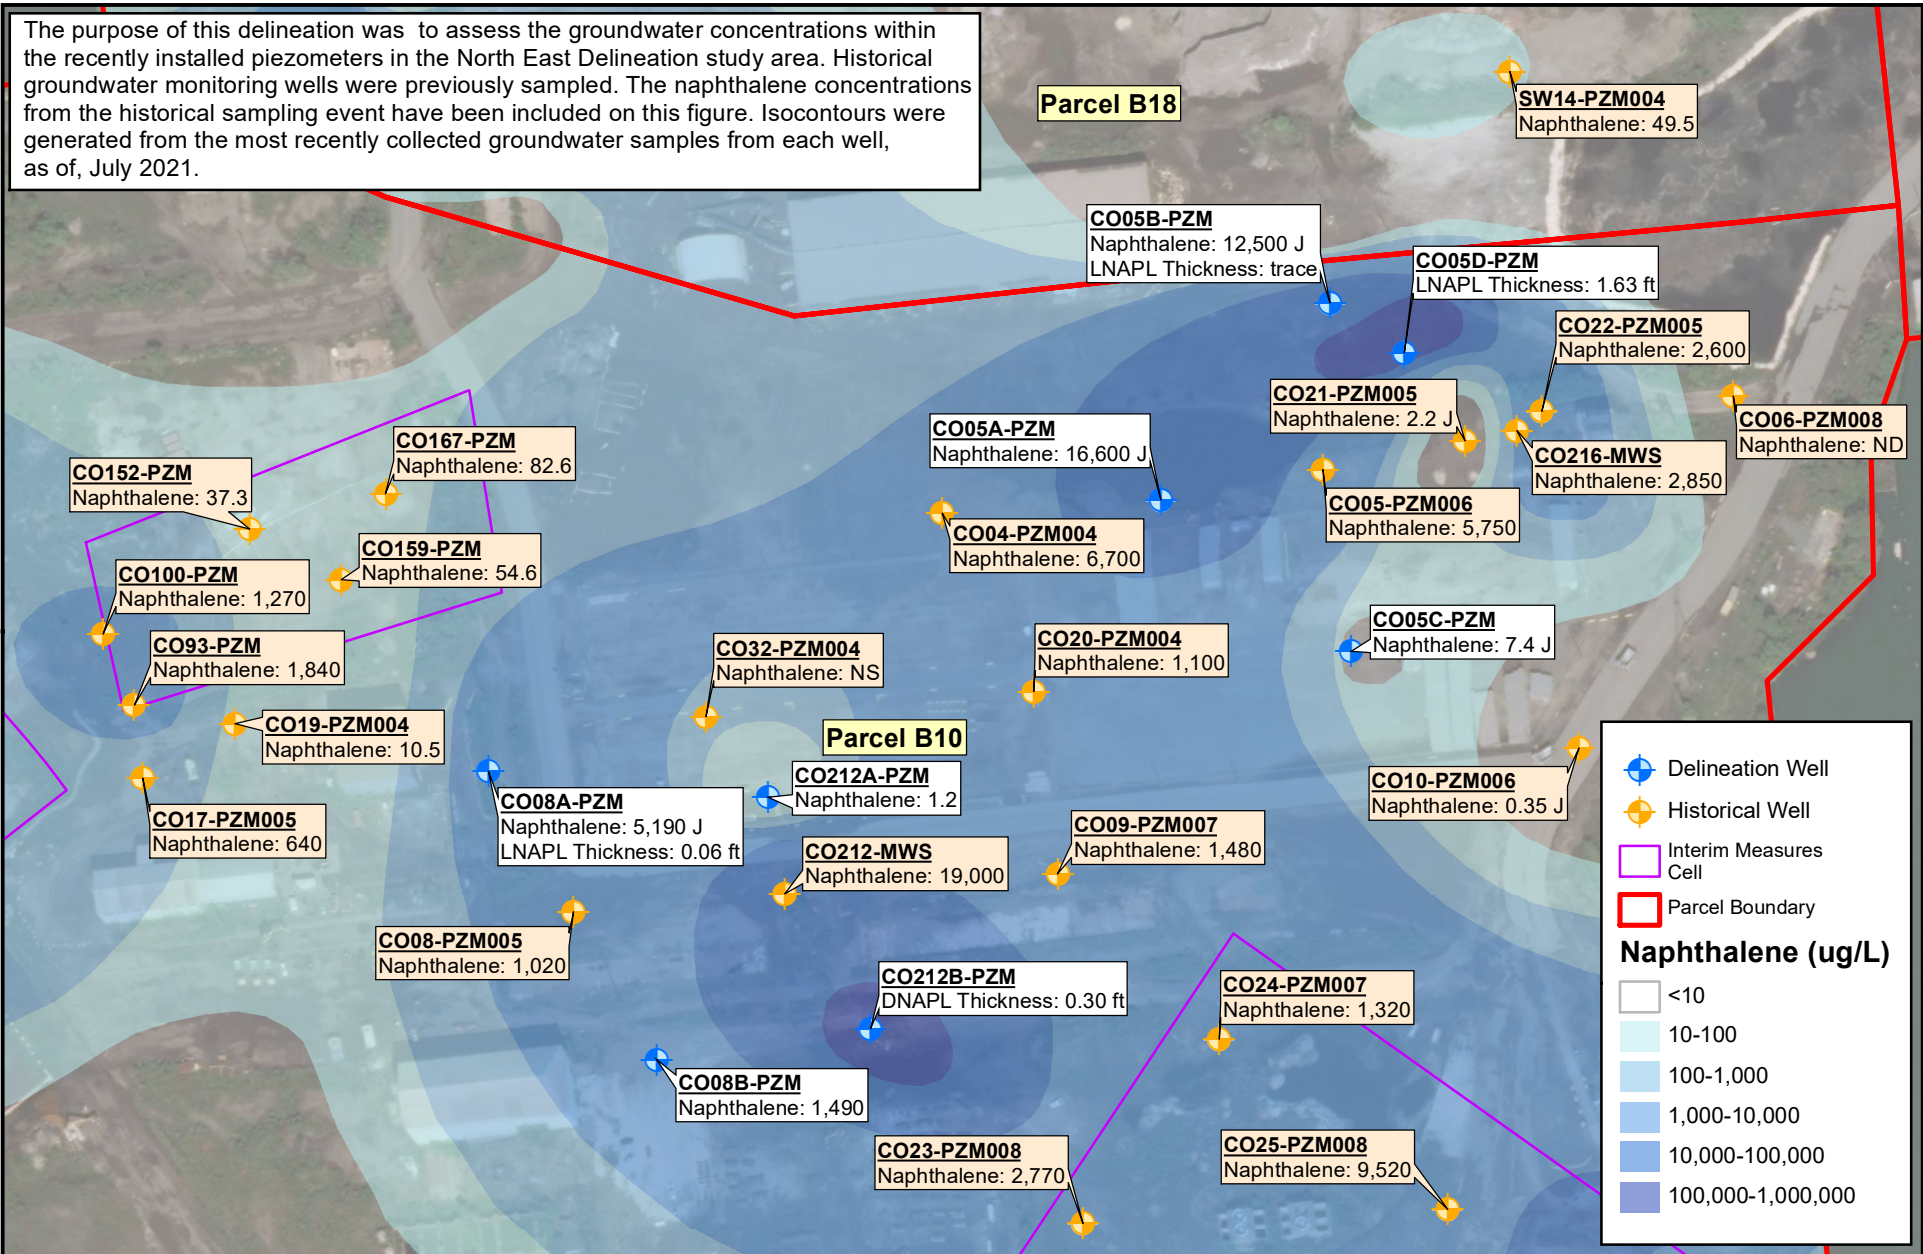 The purpose of this delineation was  to assess the groundwater concentrations within
the recently installed piezometers in the North East Delineation study area. Historical
groundwater monitoring wells were previously sampled. The naphthalene concentrations
from the historical sampling event have been included on this figure. Isocontours were
generated from the most recently collected groundwater samples from each well,
as of, July 2021.
Parcel B18
SW14-PZM004
Naphthalene: 49.5
CO05B-PZM
Naphthalene: 12,500 J
LNAPL Thickness: trace
CO05D-PZM
LNAPL Thickness: 1.63 ft
CO22-PZM005
Naphthalene: 2,600
CO21-PZM005
Naphthalene: 2.2 J
CO06-PZM008
Naphthalene: ND
CO05A-PZM
Naphthalene: 16,600 J
CO216-MWS
Naphthalene: 2,850
CO167-PZM
Naphthalene: 82.6
CO152-PZM
Naphthalene: 37.3
CO05-PZM006
Naphthalene: 5,750
CO04-PZM004
Naphthalene: 6,700
CO159-PZM
Naphthalene: 54.6
CO100-PZM
Naphthalene: 1,270
CO05C-PZM
Naphthalene: 7.4 J
CO93-PZM
Naphthalene: 1,840
CO32-PZM004
Naphthalene: NS
CO20-PZM004
Naphthalene: 1,100
CO19-PZM004
Naphthalene: 10.5
Parcel B10
CO212A-PZM
Naphthalene: 1.2
CO10-PZM006
Naphthalene: 0.35 J
CO08A-PZM
Naphthalene: 5,190 J
LNAPL Thickness: 0.06 ft
CO17-PZM005
Naphthalene: 640
CO09-PZM007
Naphthalene: 1,480
CO212-MWS
Naphthalene: 19,000
CO08-PZM005
Naphthalene: 1,020
CO212B-PZM
DNAPL Thickness: 0.30 ft
CO24-PZM007
Naphthalene: 1,320
CO08B-PZM
Naphthalene: 1,490
CO23-PZM008
Naphthalene: 2,770
CO25-PZM008
Naphthalene: 9,520
Delineation Well
Historical Well
Interim Measures
Cell
Parcel Boundary
Naphthalene (ug/L)
<10
10-100
100-1,000
1,000-10,000
10,000-100,000
100,000-1,000,000